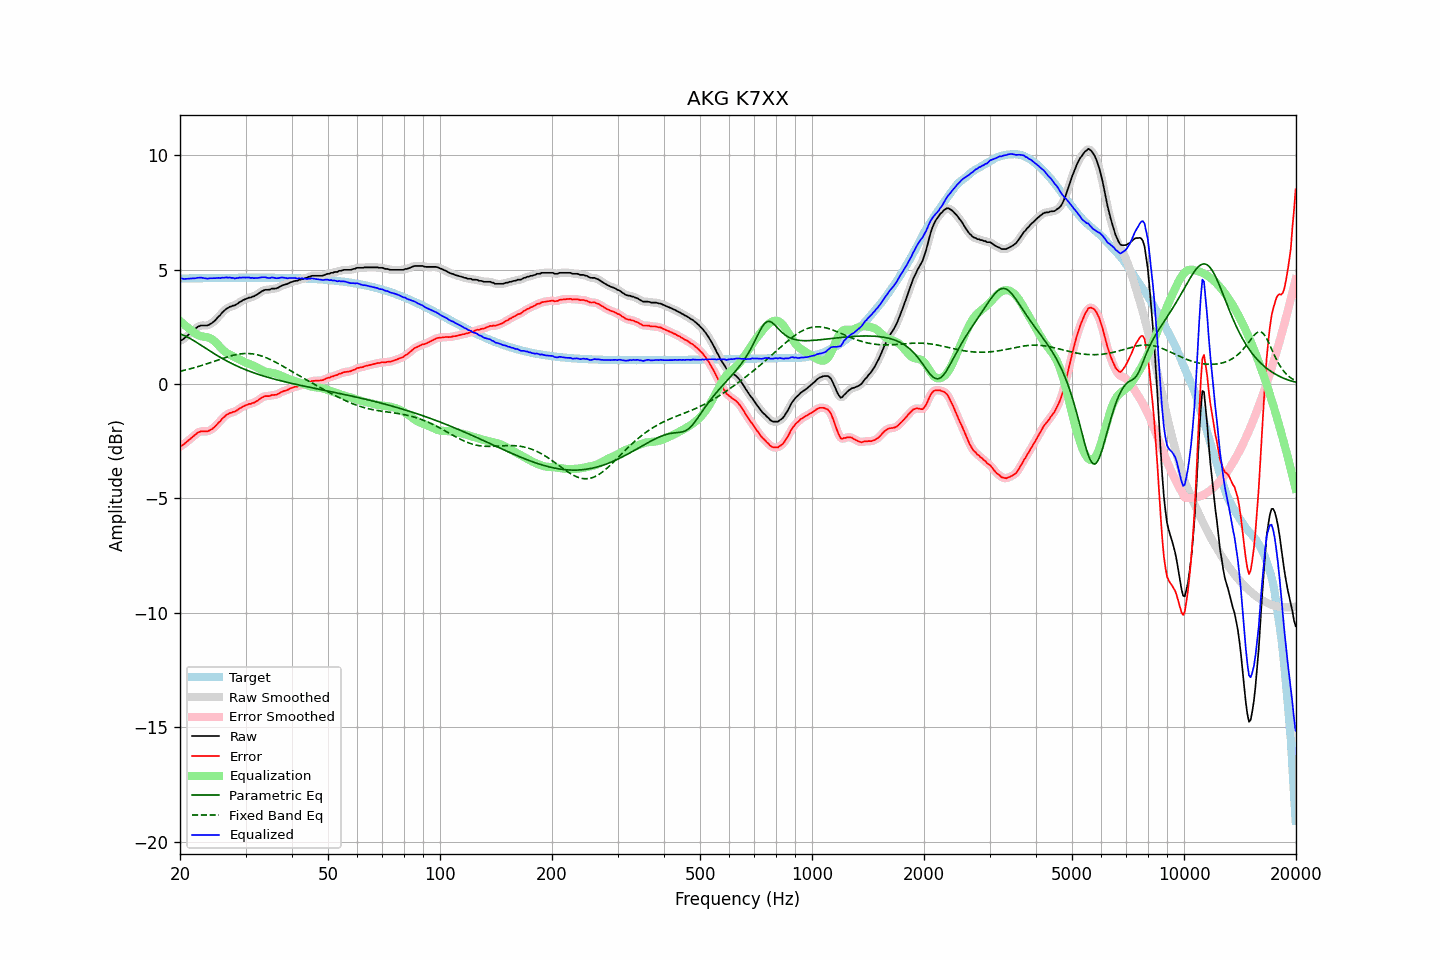 AKG K7XX
Amplitude (dBr)
10
5
0
−5
−10
−15
−20
Target
Raw Smoothed
Error Smoothed
Raw
Error
Equalization
Parametric Eq
Fixed Band Eq
Equalized
20 50 100 200 500 1000 2000 5000 10000 20000
Frequency (Hz)